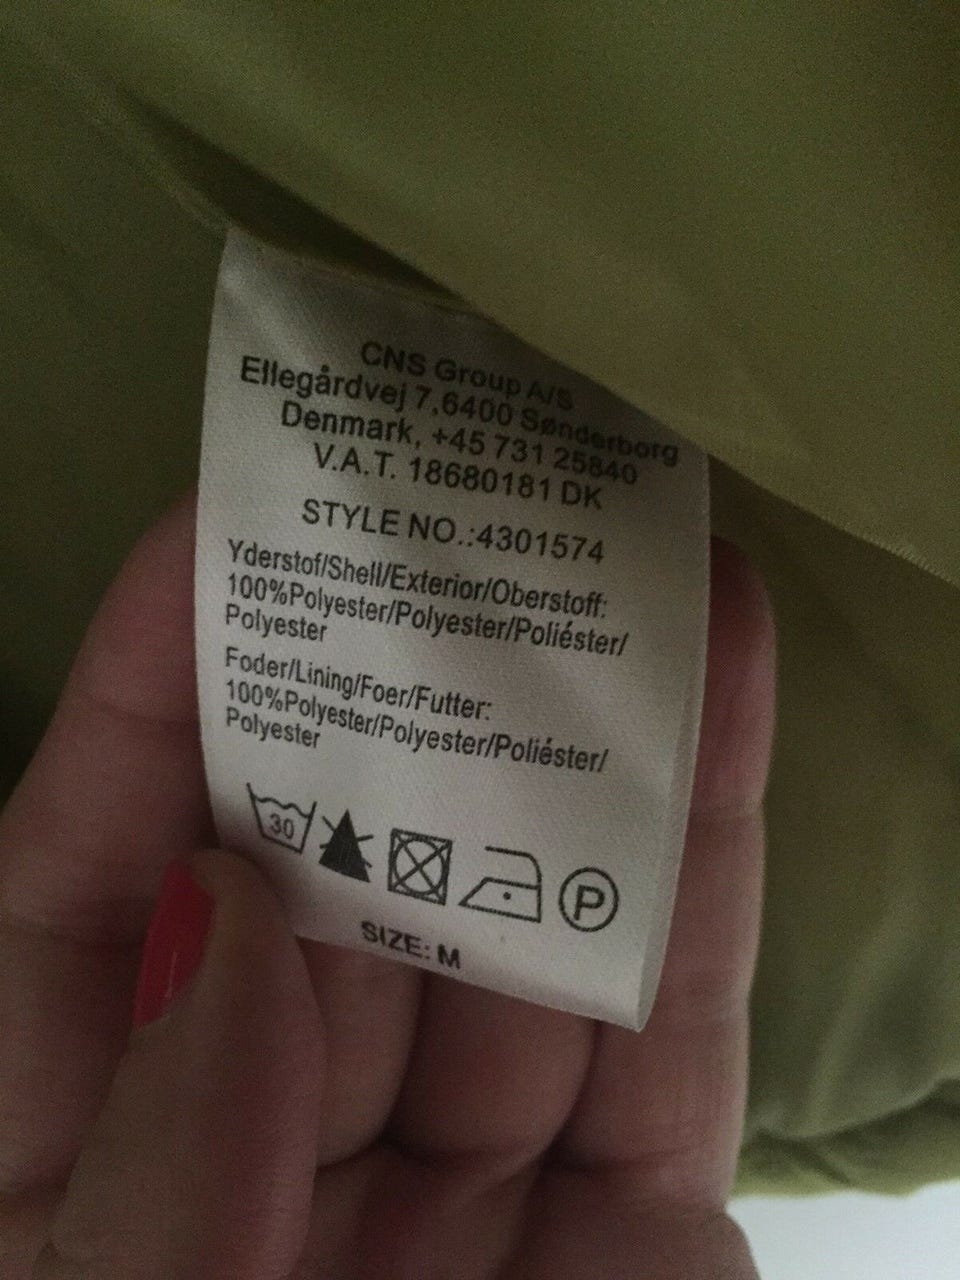 CNS Group A/S
Ellegårdvej 7,6400 Sønderborg
Denmark, +45 731 25840
V.A.T. 18680181 DK
STYLE NO.:4301574
Yderstof/Shell/Exterior/Oberstoff:
100%Polyester/Polyester/Poliéster/
Polyester
Foder/Lining/Foer/Futter:
100%Polyester/Polyester/Poliéster/
Polyester
30 P
SIZE: M